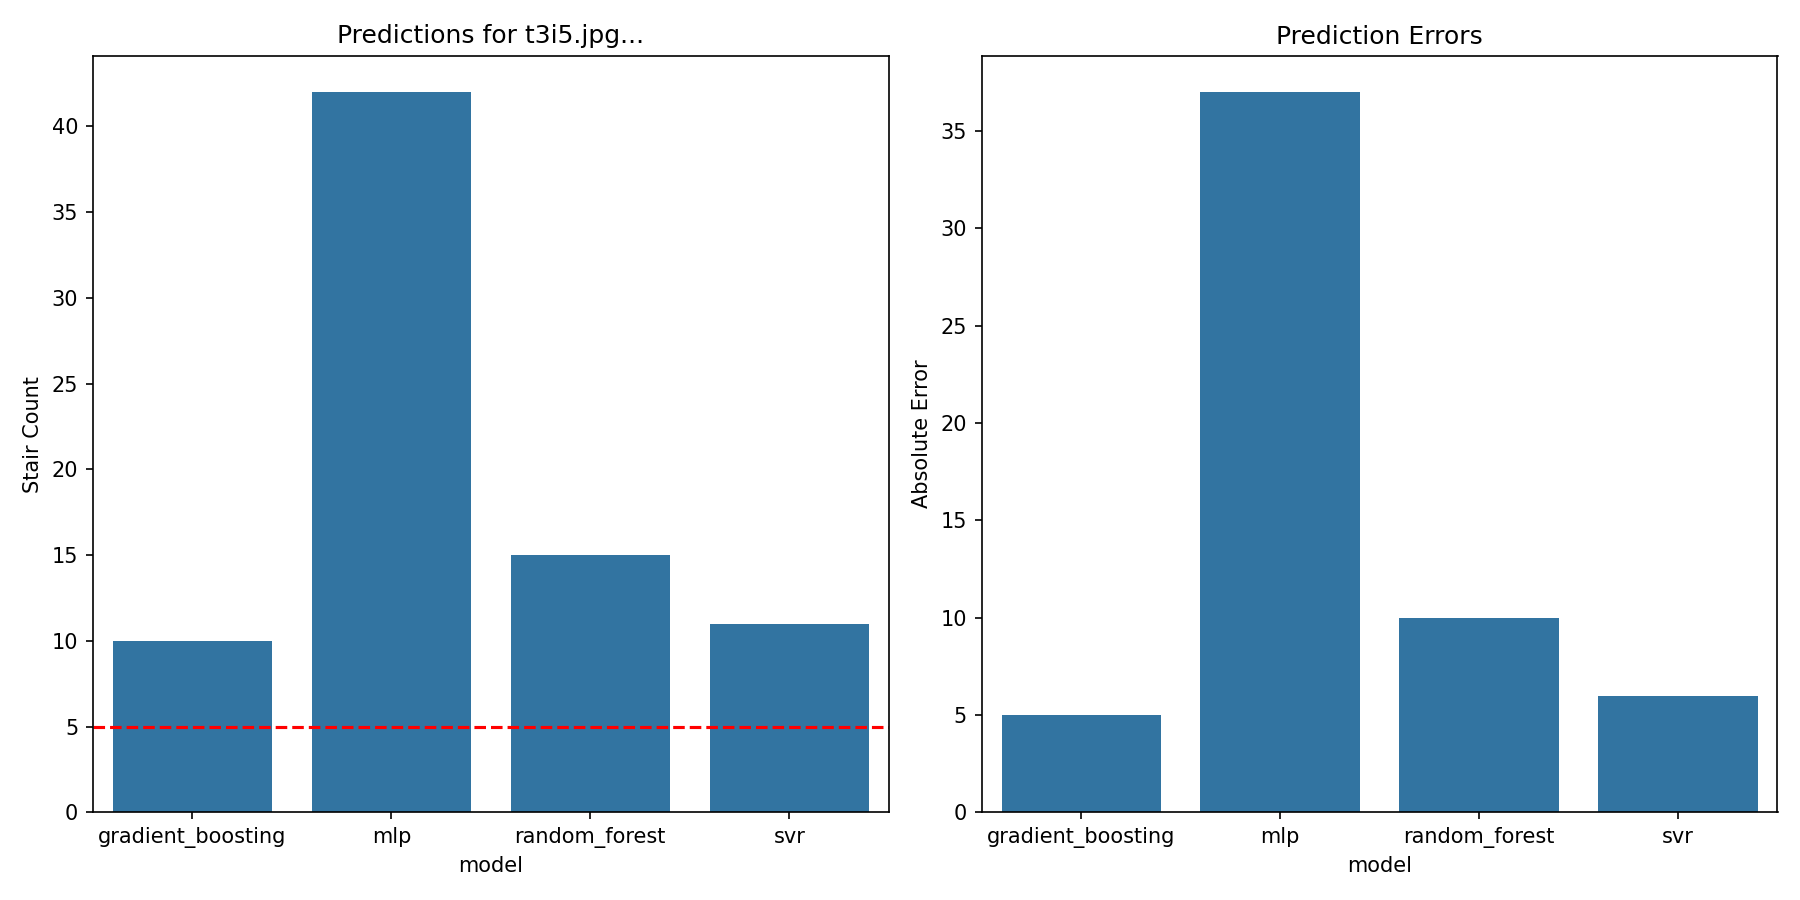 Predictions for t3i5.jpg...
Stair Count
40
35
30
25
20
15
10
5
0
gradient_boosting mlp random_forest svr
model
Prediction Errors
Absolute Error
35
30
25
20
15
10
5
0
gradient_boosting mlp random_forest svr
model